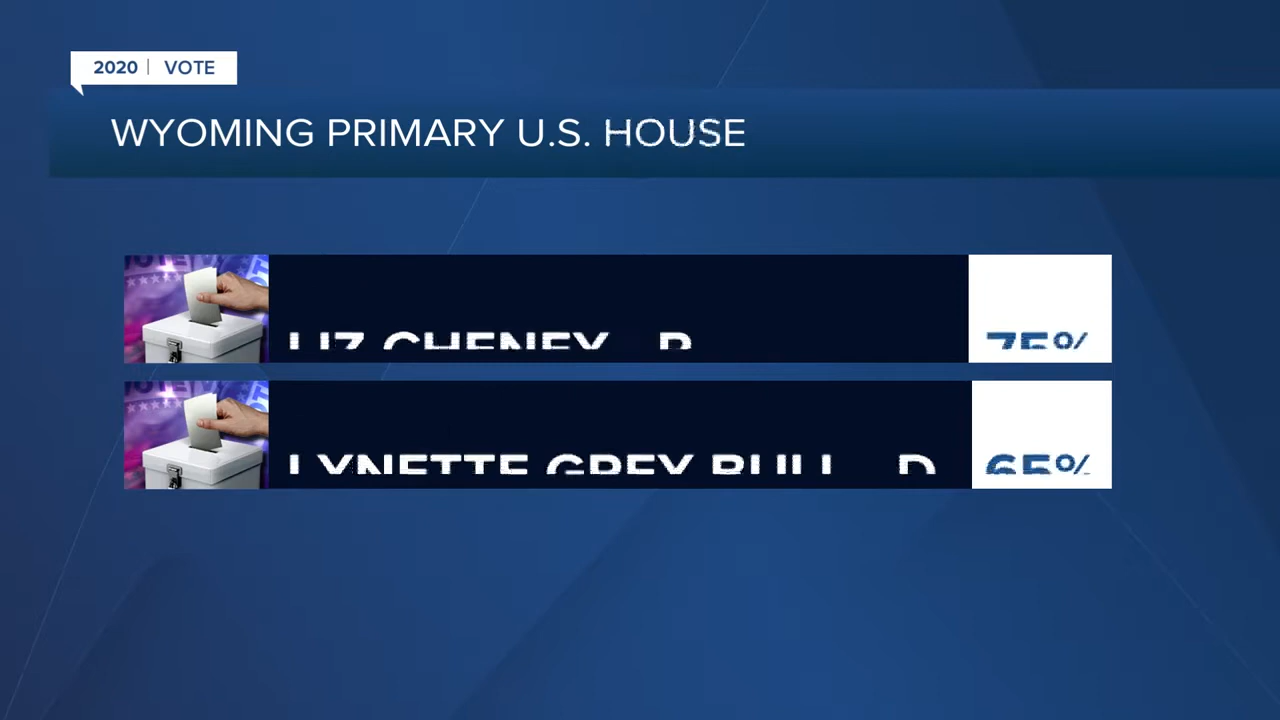 2020 | VOTE
WYOMING PRIMARY U.S. HOUSE
LIZ CHENEY - R 75%
LYNETTE GREY BULL - D 65%